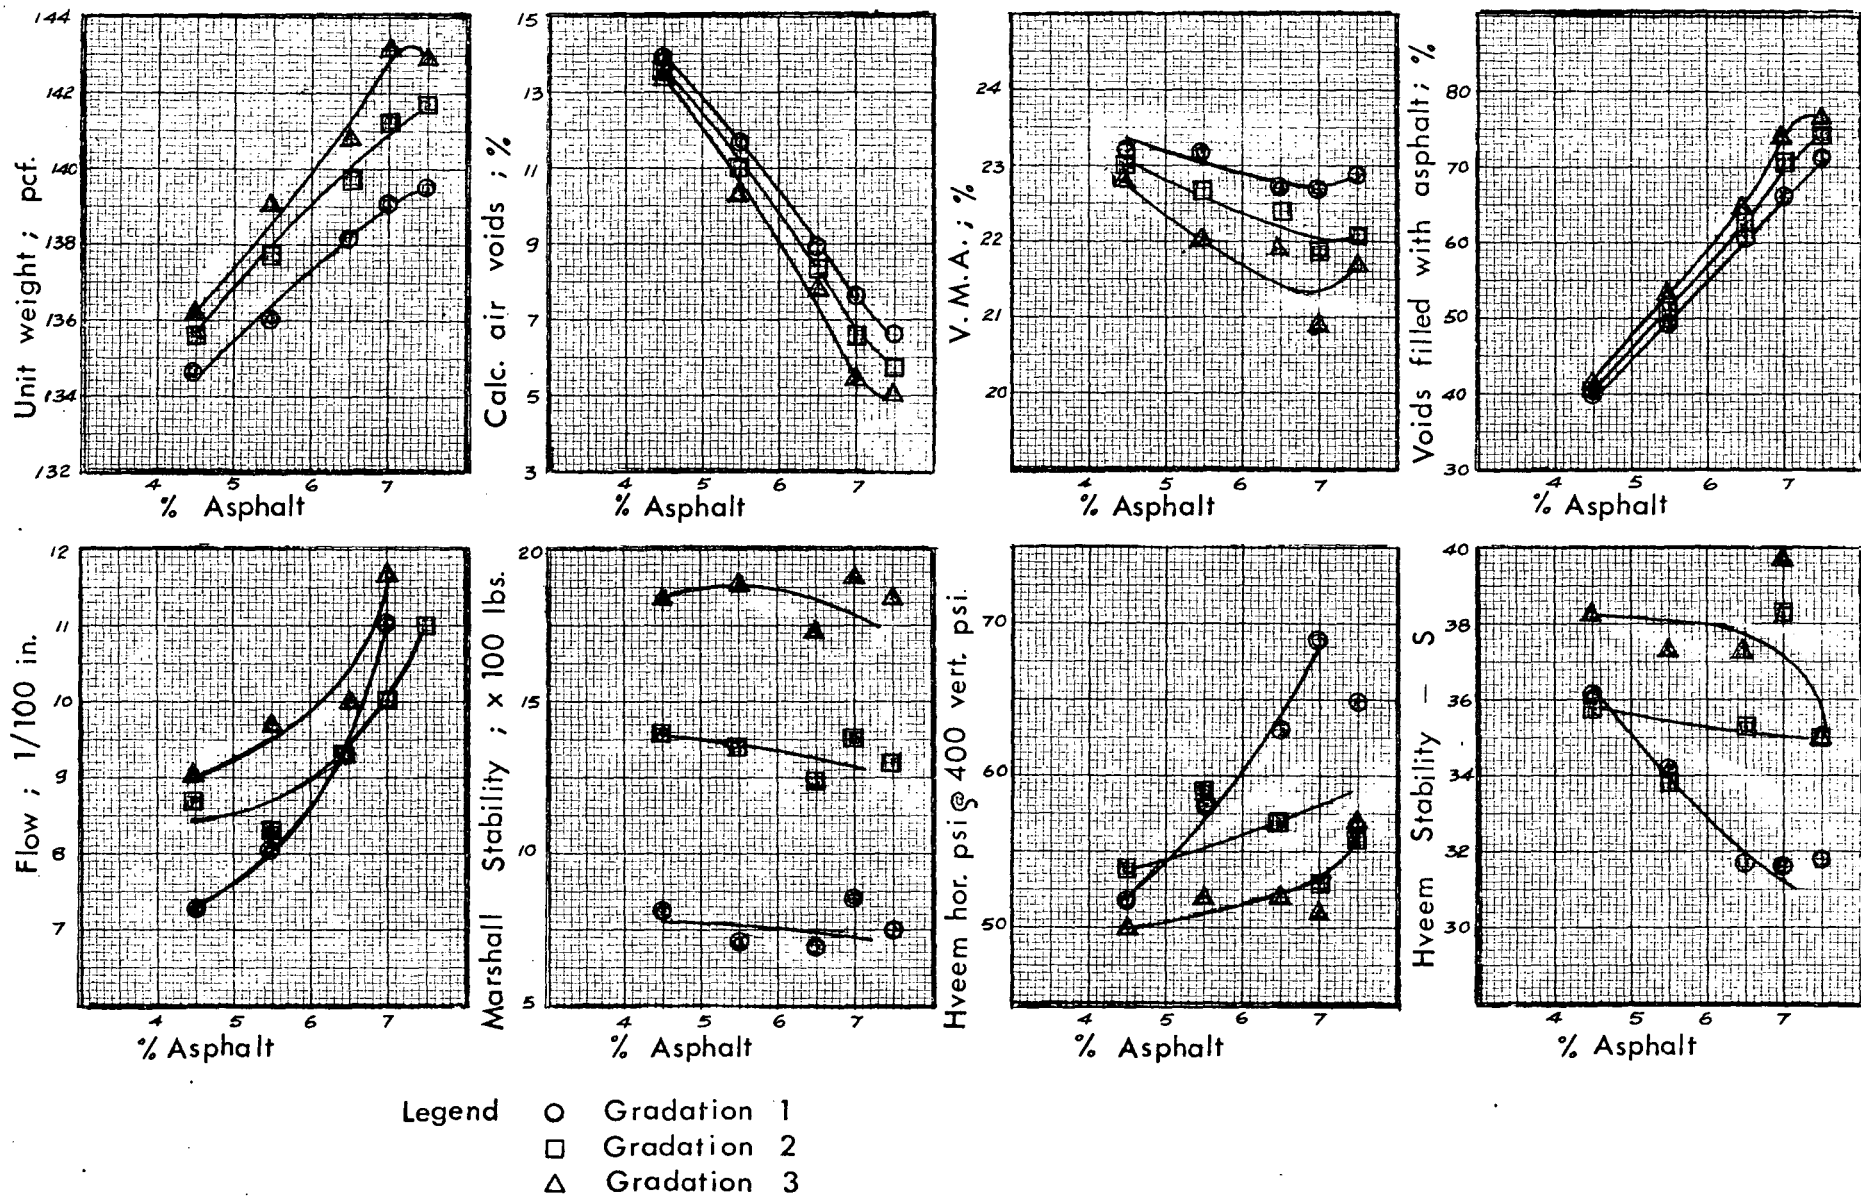 Unit weight ; pcf.
144
142
140
138
136
134
132
4 5 6 7
% Asphalt
Calc. air voids ; %
15
13
11
9
7
5
3
4 5 6 7
% Asphalt
V.M.A. ; %
24
23
22
21
20
4 5 6 7
% Asphalt
Voids filled with asphalt ; %
80
70
60
50
40
30
4 5 6 7
% Asphalt
Flow ; 1/100 in.
12
11
10
9
8
7
4 5 6 7
% Asphalt
Marshall Stability ; x 100 lbs.
20
15
10
5
4 5 6 7
% Asphalt
Hveem hor. psi @ 400 vert. psi.
70
60
50
4 5 6 7
% Asphalt
Hveem Stability – S
40
38
36
34
32
30
4 5 6 7
% Asphalt
Legend
Gradation 1
Gradation 2
Gradation 3